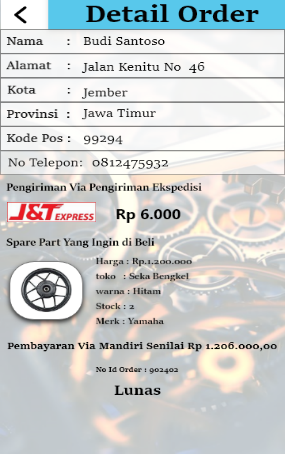 Detail Order
Nama : Budi Santoso
Alamat : Jalan Kenitu No 46
Kota : Jember
Provinsi : Jawa Timur
Kode Pos : 99294
No Telepon: 0812475932
Pengiriman Via Pengiriman Ekspedisi
J&T EXPRESS Rp 6.000
Spare Part Yang Ingin di Beli
Harga : Rp.1.200.000
toko : Seka Bengkel
warna : Hitam
Stock : 2
Merk : Yamaha
Pembayaran Via Mandiri Senilai Rp 1.206.000,00
No Id Order : 902402
Lunas